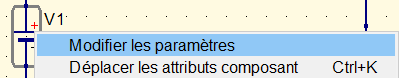 V1
Modifier les paramètres
Déplacer les attributs composant Ctrl+K